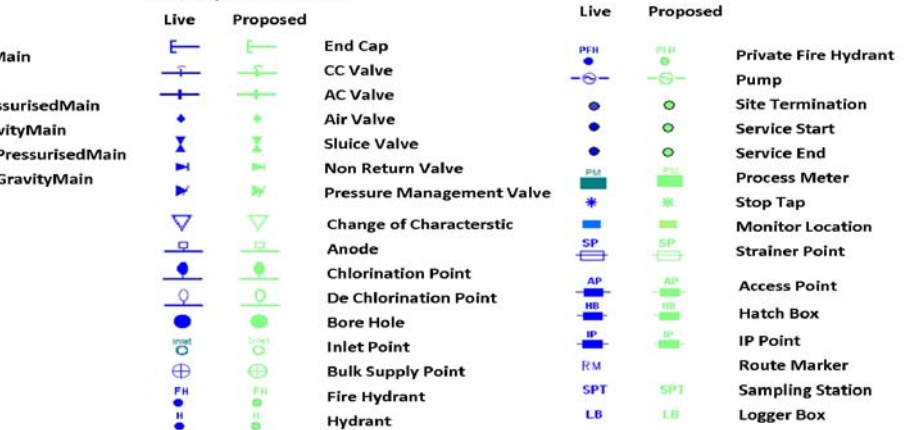 Live Proposed
End Cap
Main
CC Valve
AC Valve
ssurisedMain
Air Valve
vityMain
Sluice Valve
PressurisedMain
Non Return Valve
GravityMain
Pressure Management Valve
Change of Characterstic
Anode
Chlorination Point
De Chlorination Point
Bore Hole
Inlet Inlet Inlet Point
Bulk Supply Point
FH FH Fire Hydrant
H H Hydrant
Live Proposed
PFH PFH Private Fire Hydrant
Pump
Site Termination
Service Start
Service End
PM PM Process Meter
Stop Tap
Monitor Location
SP SP Strainer Point
AP AP Access Point
HB HB Hatch Box
IP IP IP Point
RM Route Marker
SPT SPT Sampling Station
LB LB Logger Box